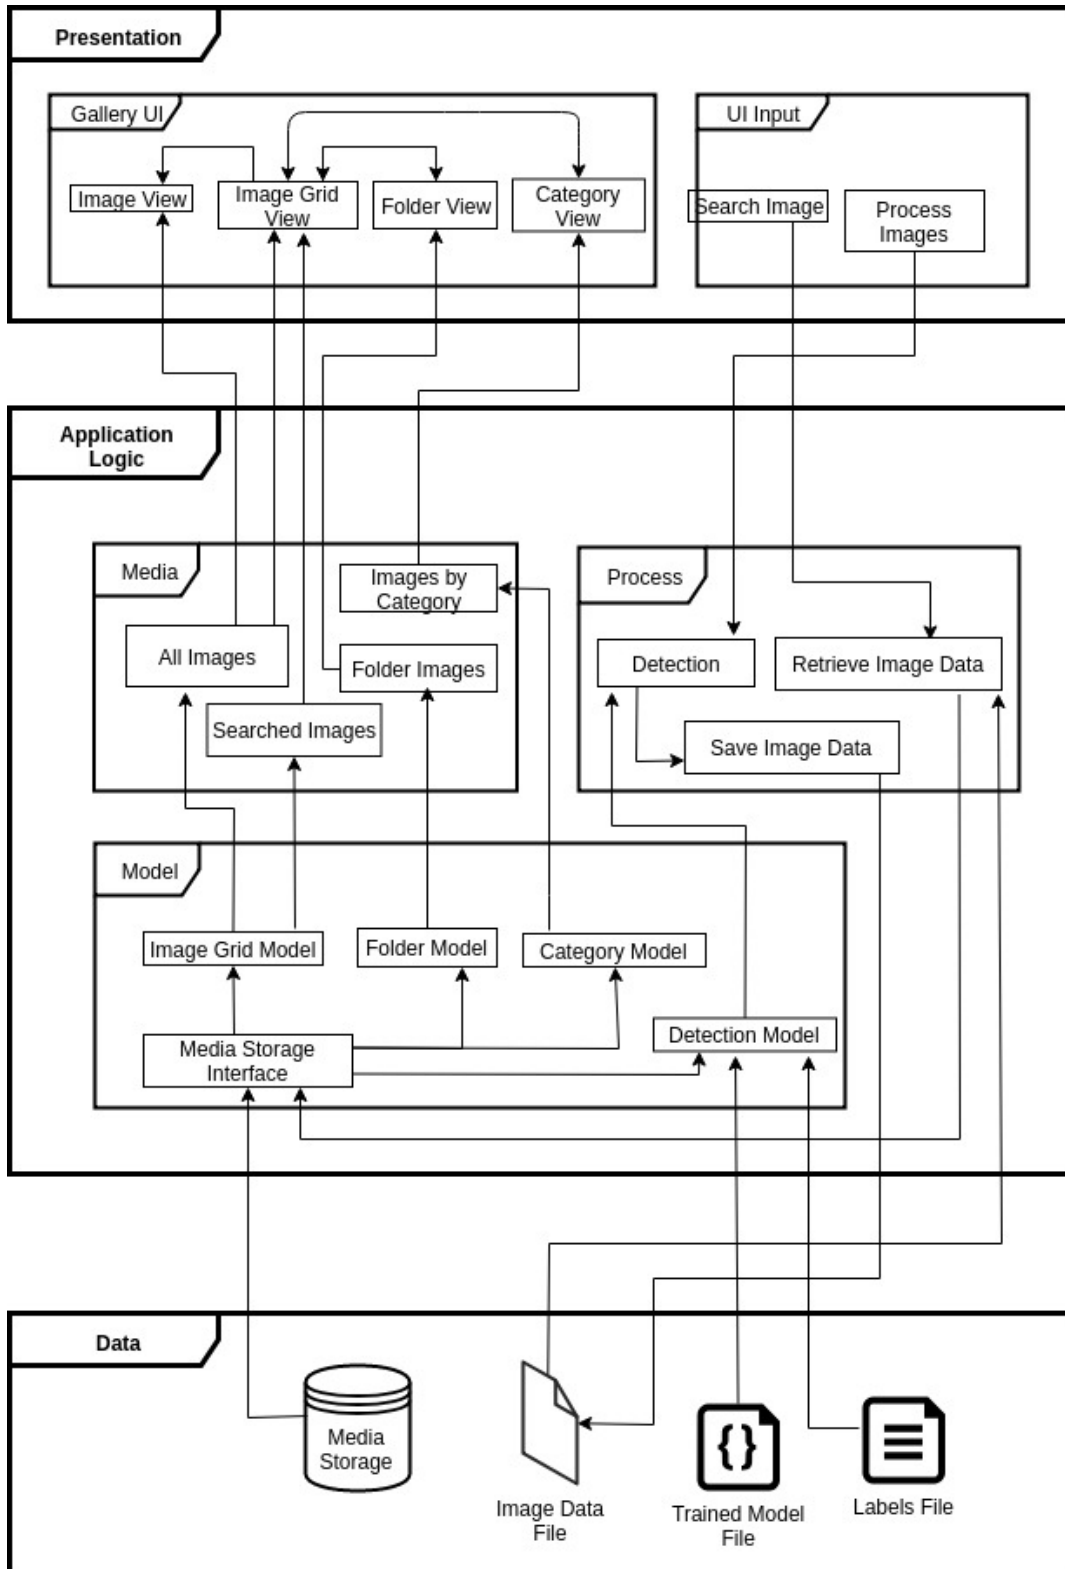 Presentation
Gallery UI
UI Input
Image View
Image Grid
View
Folder View
Category
View
Search Image
Process
Images
Application
Logic
Media
Images by
Category
All Images
Folder Images
Searched Images
Process
Detection
Retrieve Image Data
Save Image Data
Model
Image Grid Model
Folder Model
Category Model
Media Storage
Interface
Detection Model
Data
Media
Storage
Image Data
File
{}
Trained Model
File
Labels File